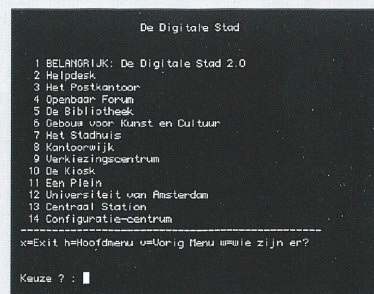 De Digitale Stad
1 BELANGRIJK: De Digitale Stad 2.0
2 Helpdesk
3 Het Postkantoor
4 Openbaar Forum
5 De Bibliotheek
6 Gebouw voor Kunst en Cultuur
7 Het Stadhuis
8 Kantoorwijk
9 Verkiezingscentrum
10 De Kiosk
11 Een Plein
12 Universiteit van Amsterdam
13 Centraal Station
14 Configuratie-centrum
x=Exit h=Hoofdmenu v=Vorig Menu w=wie zijn er?
Keuze ? :